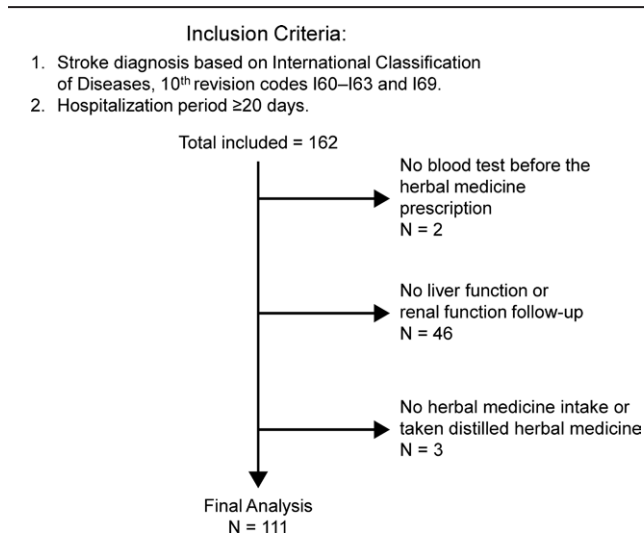 Inclusion Criteria:
1. Stroke diagnosis based on International Classification
of Diseases, 10th revision codes I60–I63 and I69.
2. Hospitalization period ≥20 days.
Total included = 162
No blood test before the
herbal medicine
prescription
N = 2
No liver function or
renal function follow-up
N = 46
No herbal medicine intake or
taken distilled herbal medicine
N = 3
Final Analysis
N = 111